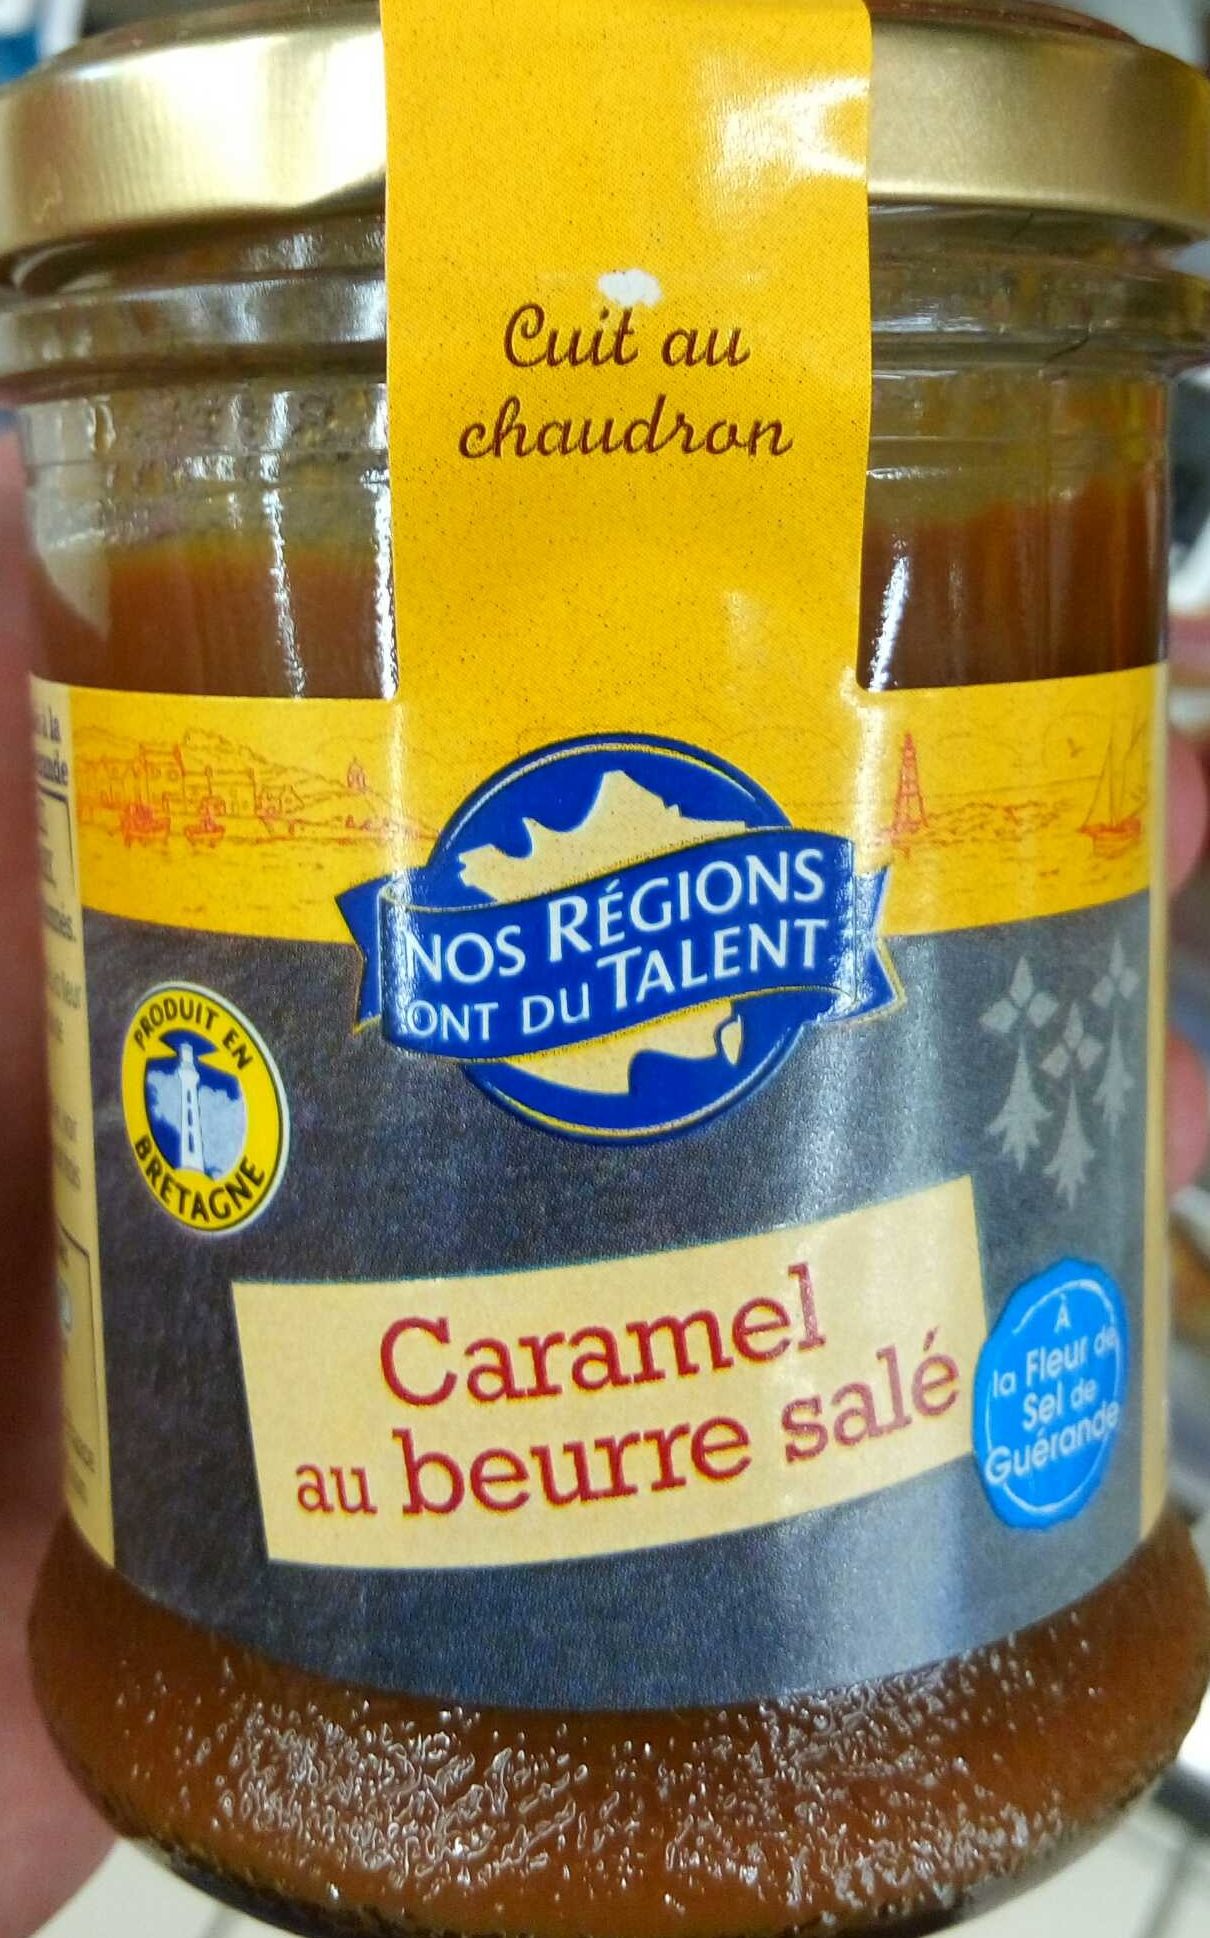 Cuit au
chaudron
NOS RÉGIONS
ONT DU TALENT
PRODUIT EN
BRETAGNE
Caramel
au beurre salé
À
la Fleur de
Sel de
Guérande